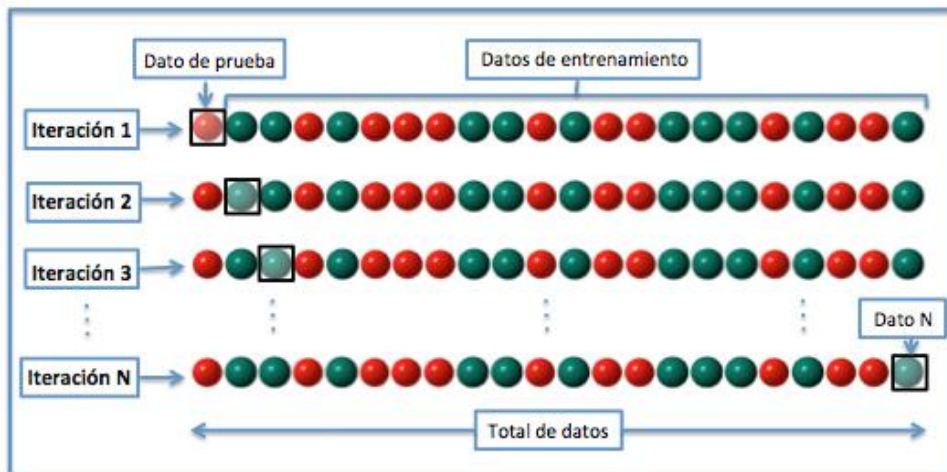 Dato de prueba
Datos de entrenamiento
Iteración 1
Iteración 2
Iteración 3
Dato N
Iteración N
Total de datos